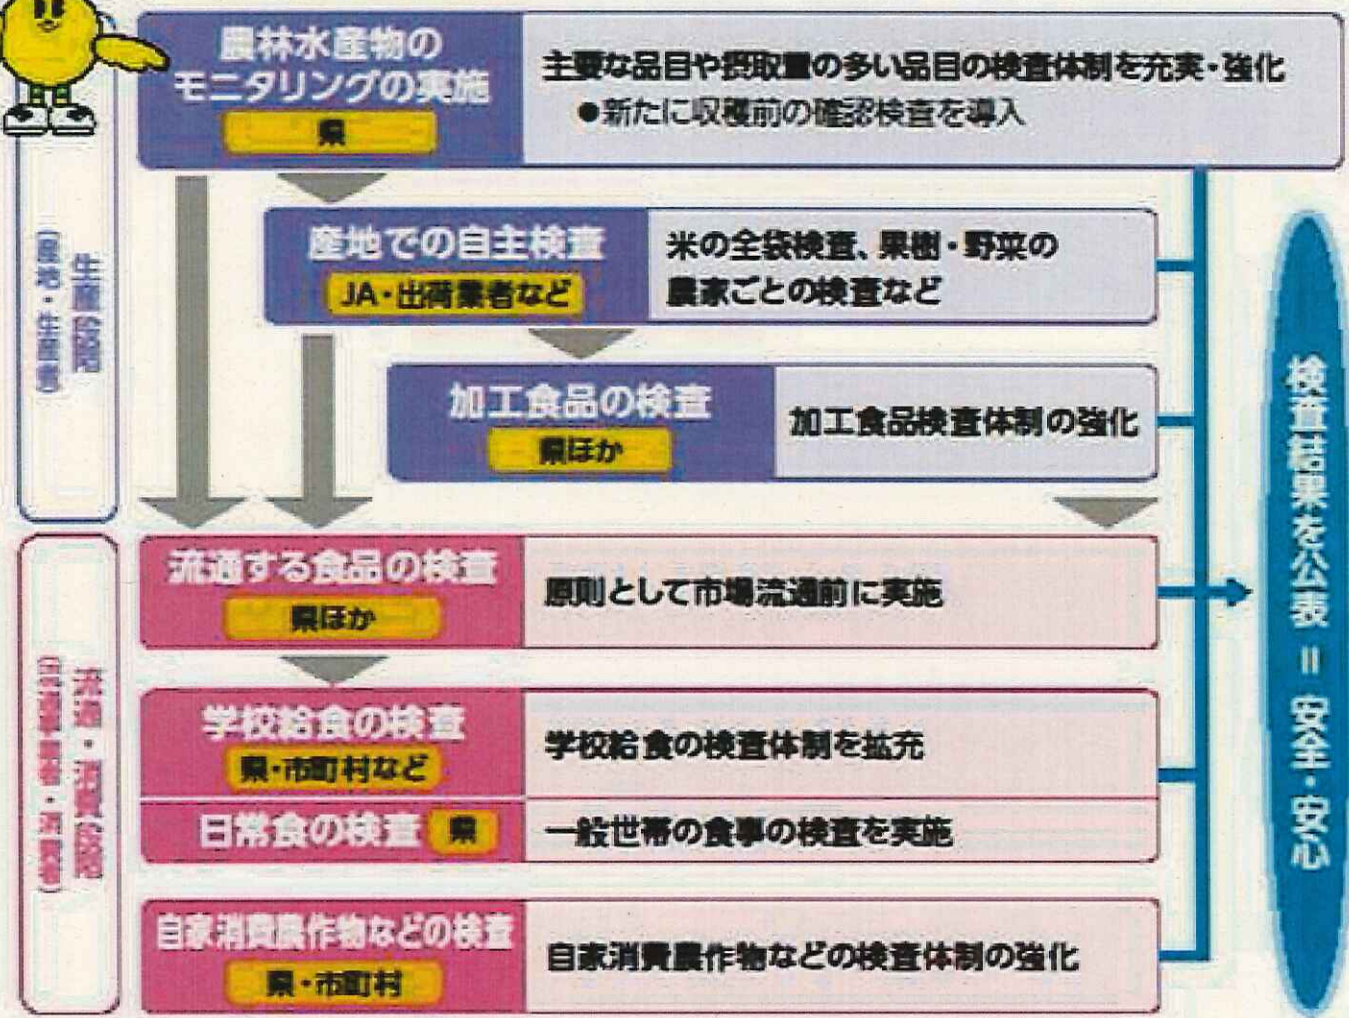 農林水産物の
モニタリングの実施
県
主要な品目や摂取量の多い品目の検査体制を充実・強化
●新たに収穫前の確認検査を導入
生産段階
(産地・生産者)
産地での自主検査
JA・出荷業者など
米の全袋検査、果樹・野菜の
農家ごとの検査など
加工食品の検査
県ほか
加工食品検査体制の強化
流通する食品の検査
県ほか
原則として市場流通前に実施
流通・消費段階
学校給食の検査
県・市町村など
学校給食の検査体制を拡充
日常食の検査 県
一般世帯の食事の検査を実施
自家消費農作物などの検査
県・市町村
自家消費農作物などの検査体制の強化
検査結果を公表=安全・安心